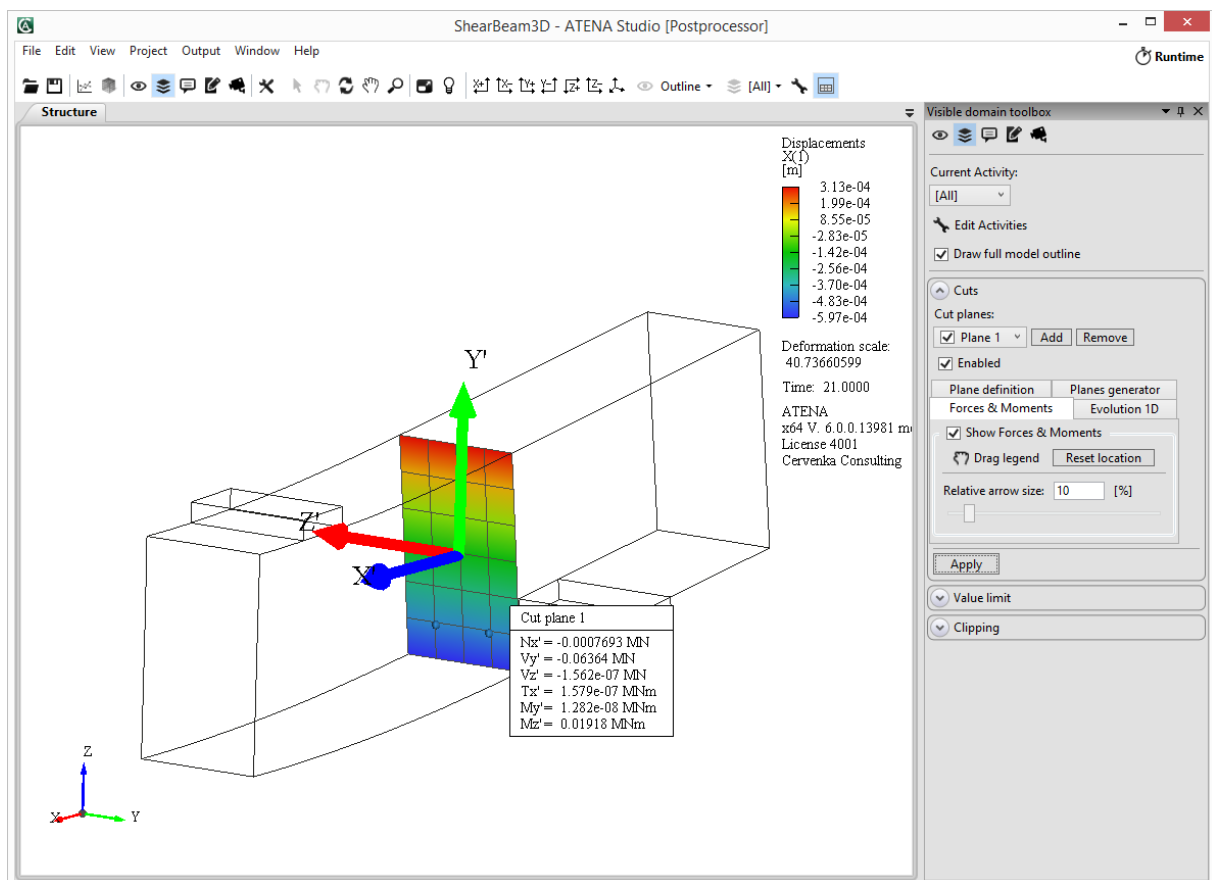 ShearBeam3D - ATENA Studio [Postprocessor]
File Edit View Project Output Window Help
Runtime
Outline [All]
Structure
Visible domain toolbox
Displacements
X(1)
[m]
3.13e-04
1.99e-04
8.55e-05
-2.83e-05
-1.42e-04
-2.56e-04
-3.70e-04
-4.83e-04
-5.97e-04
Deformation scale:
40.73660599
Time: 21.0000
ATENA
x64 V. 6.0.0.13981 m
License 4001
Cervenka Consulting
Y'
Z'
X
Cut plane 1
Nx'= -0.0007693 MN
Vy'= -0.06364 MN
Vz'= -1.562e-07 MN
Tx'= 1.579e-07 MNm
My'= 1.282e-08 MNm
Mz'= 0.01918 MNm
Z
X
Y
Current Activity:
[All]
Edit Activities
Draw full model outline
Cuts
Cut planes:
Plane 1 Add Remove
Enabled
Plane definition Planes generator
Forces & Moments Evolution 1D
Show Forces & Moments
Drag legend Reset location
Relative arrow size: 10 [%]
Apply
Value limit
Clipping